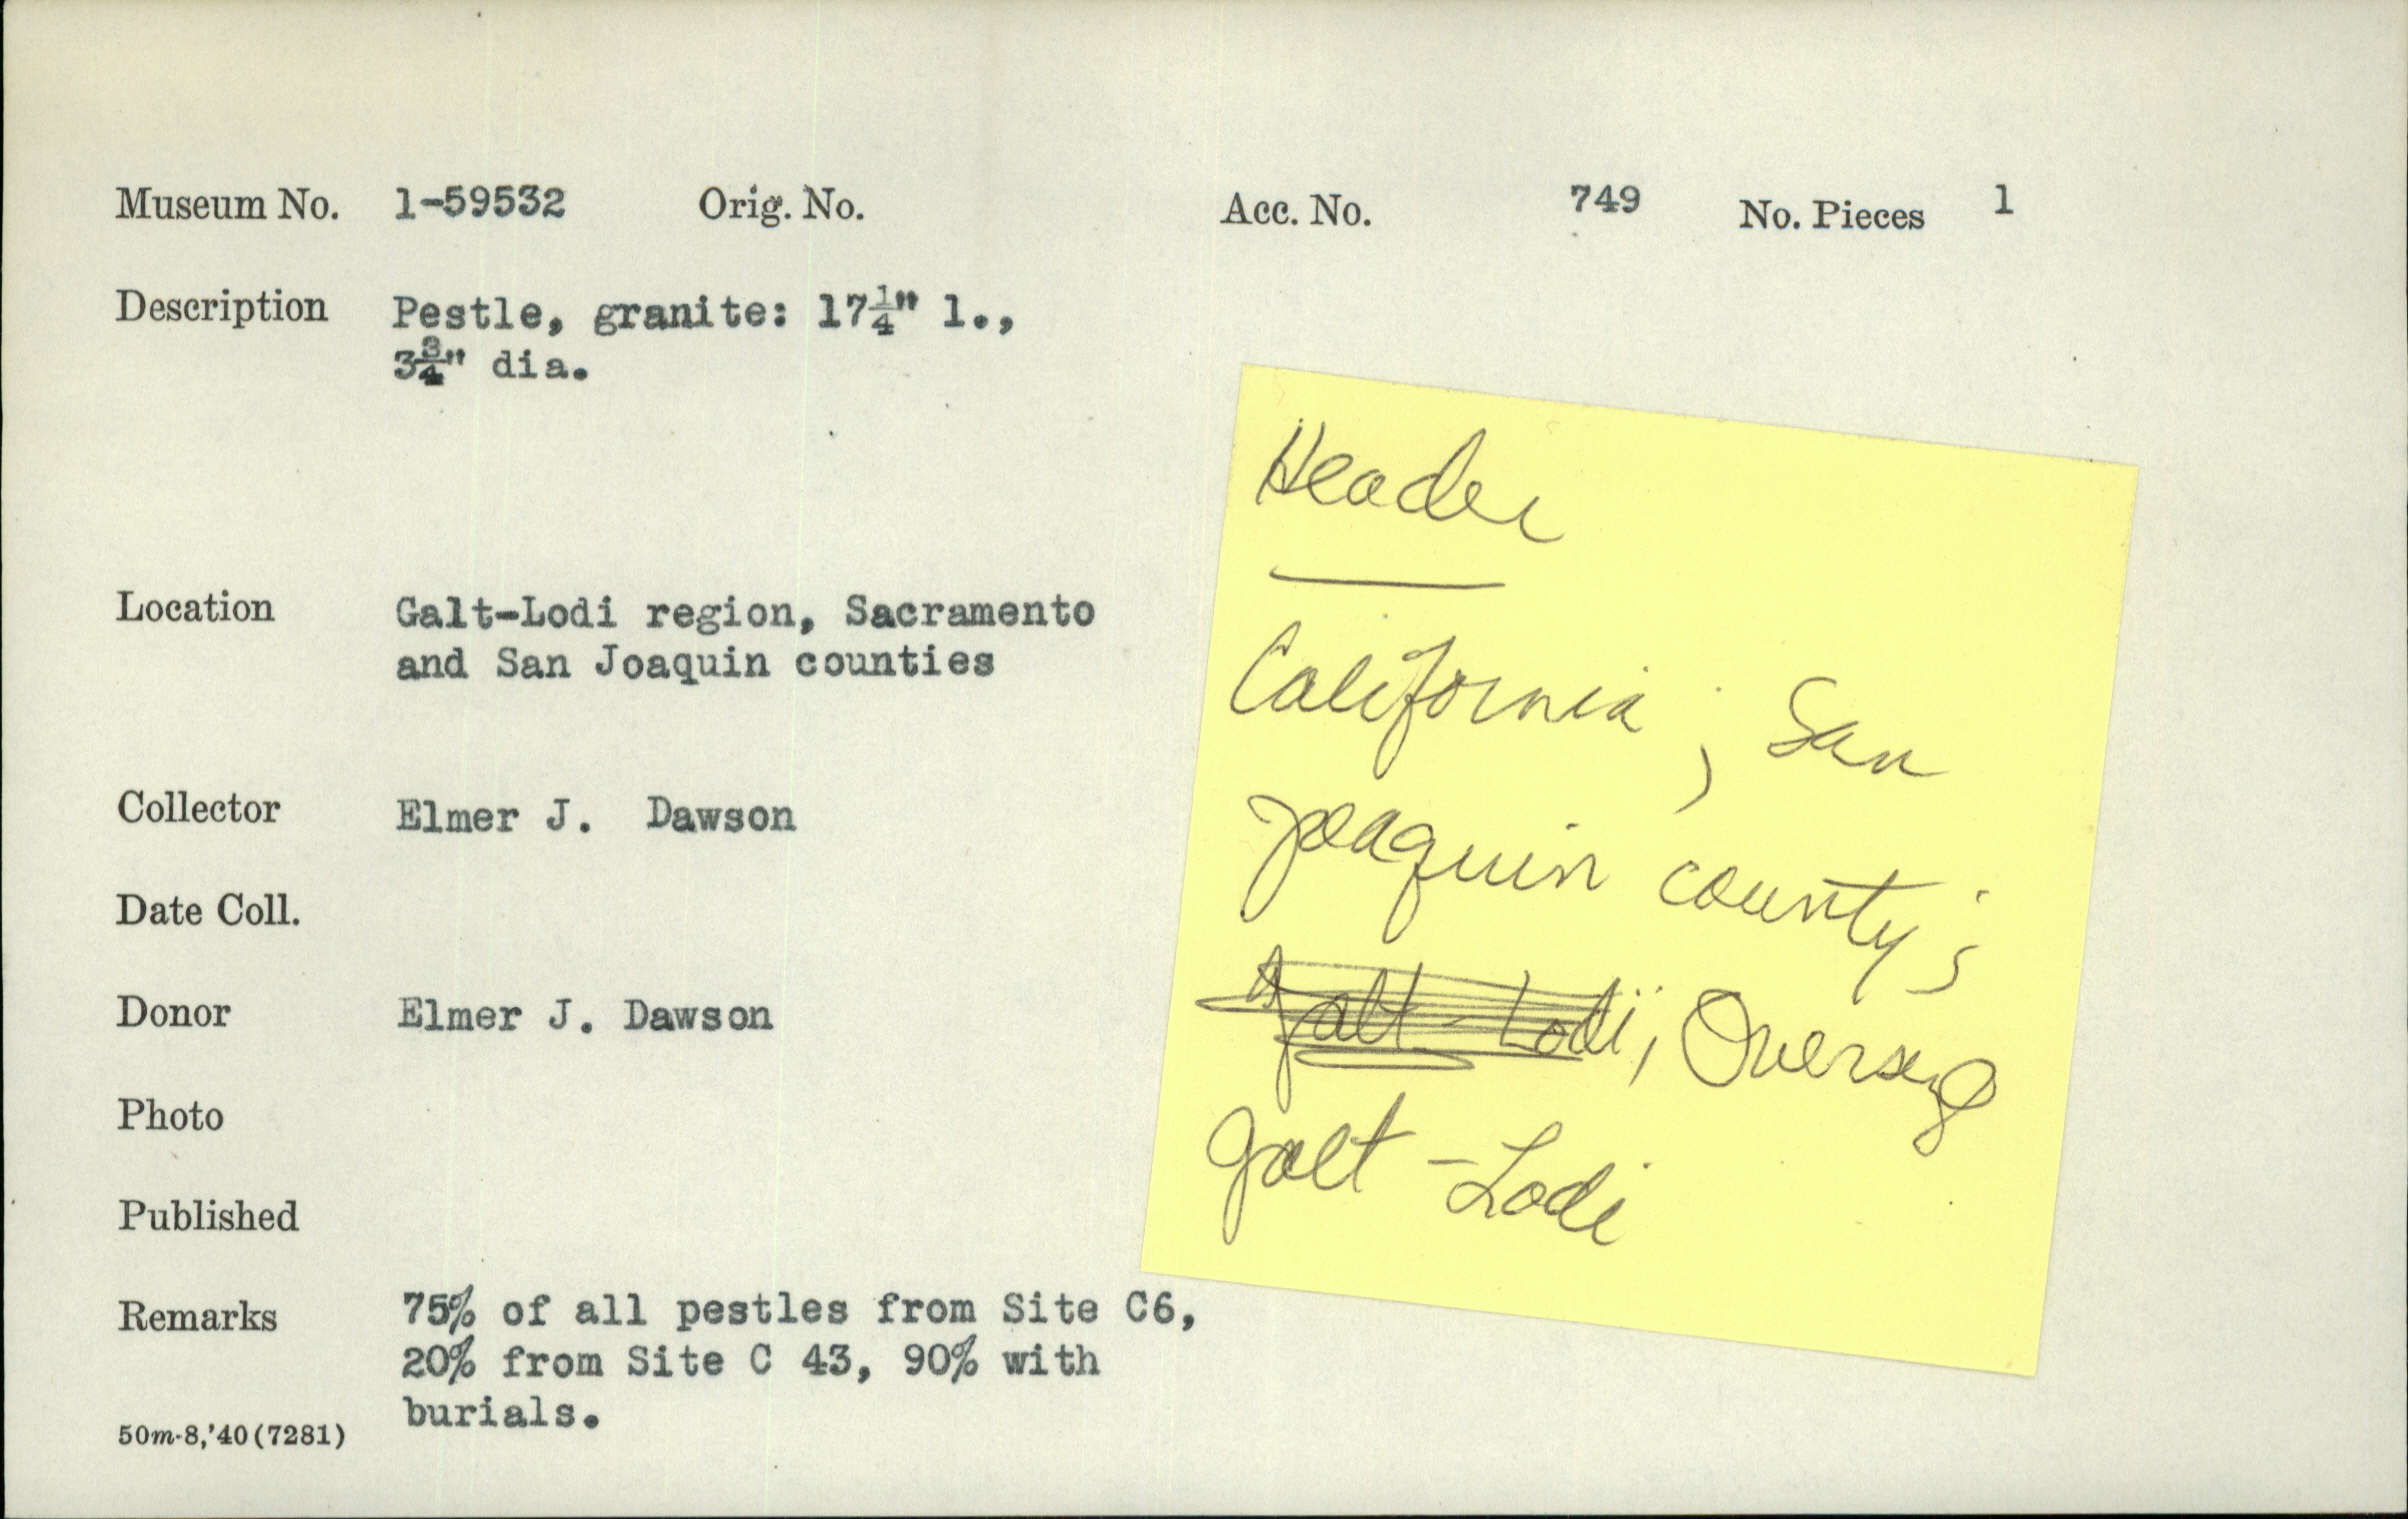 Museum No. 1-59532 Orig. No. Acc. No. 749 No. Pieces 1
Description Pestle, granite: 17¼" l.,
3¾" dia.
Location Galt-Lodi region, Sacramento
and San Joaquin counties
Collector Elmer J. Dawson
Date Coll.
Donor Elmer J. Dawson
Photo
Published
Remarks 75% of all pestles from Site C6,
20% from Site C 43, 90% with
burials.
50m-8,'40(7281)
Header
California; San
Joaquin county;
Galt-Lodi;
Galt-Lodi